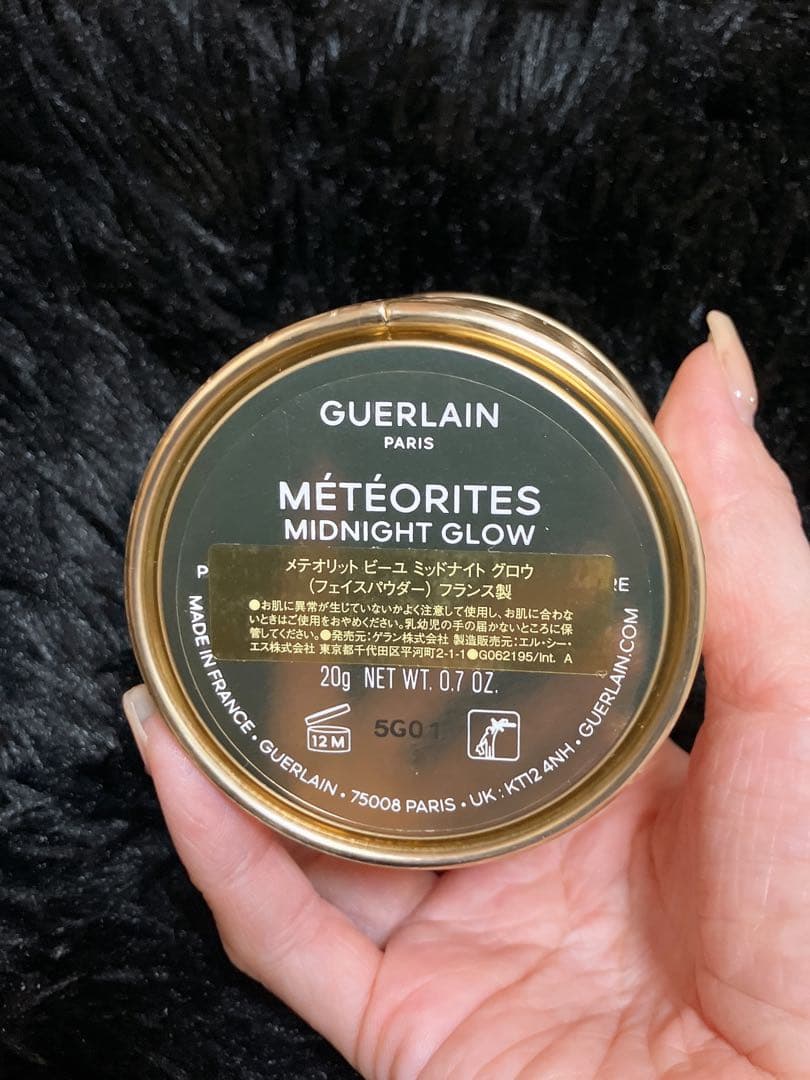 GUERLAIN
PARIS
MÉTÉORITES
MIDNIGHT GLOW
メテオリット ビーユ ミッドナイト グロウ
(フェイスパウダー) フランス製
●お肌に異常が生じていないかよく注意して使用し、お肌に合わな
いときはご使用をおやめください。乳幼児の手の届かないところに保
管してください。●発売元:ゲラン株式会社 製造販売元:エル・シー・
エス株式会社 東京都千代田区平河町2-1-1●G062195/Int. A
20g NET WT. 0.7 OZ.
12 M
5G01
MADE IN FRANCE • GUERLAIN • 75008 PARIS • UK : KT12 4NH • GUERLAIN.COM